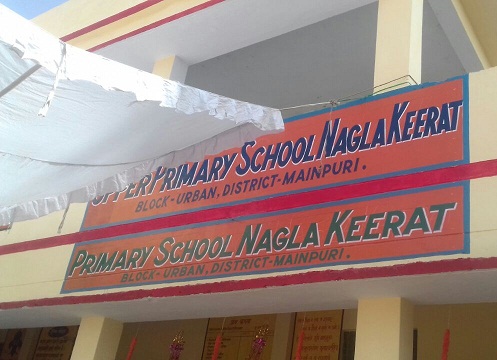 UPPER PRIMARY SCHOOL NAGLA KEERAT
BLOCK-URBAN, DISTRICT-MAINPURI.
PRIMARY SCHOOL NAGLA KEERAT
BLOCK-URBAN, DISTRICT-MAINPURI.